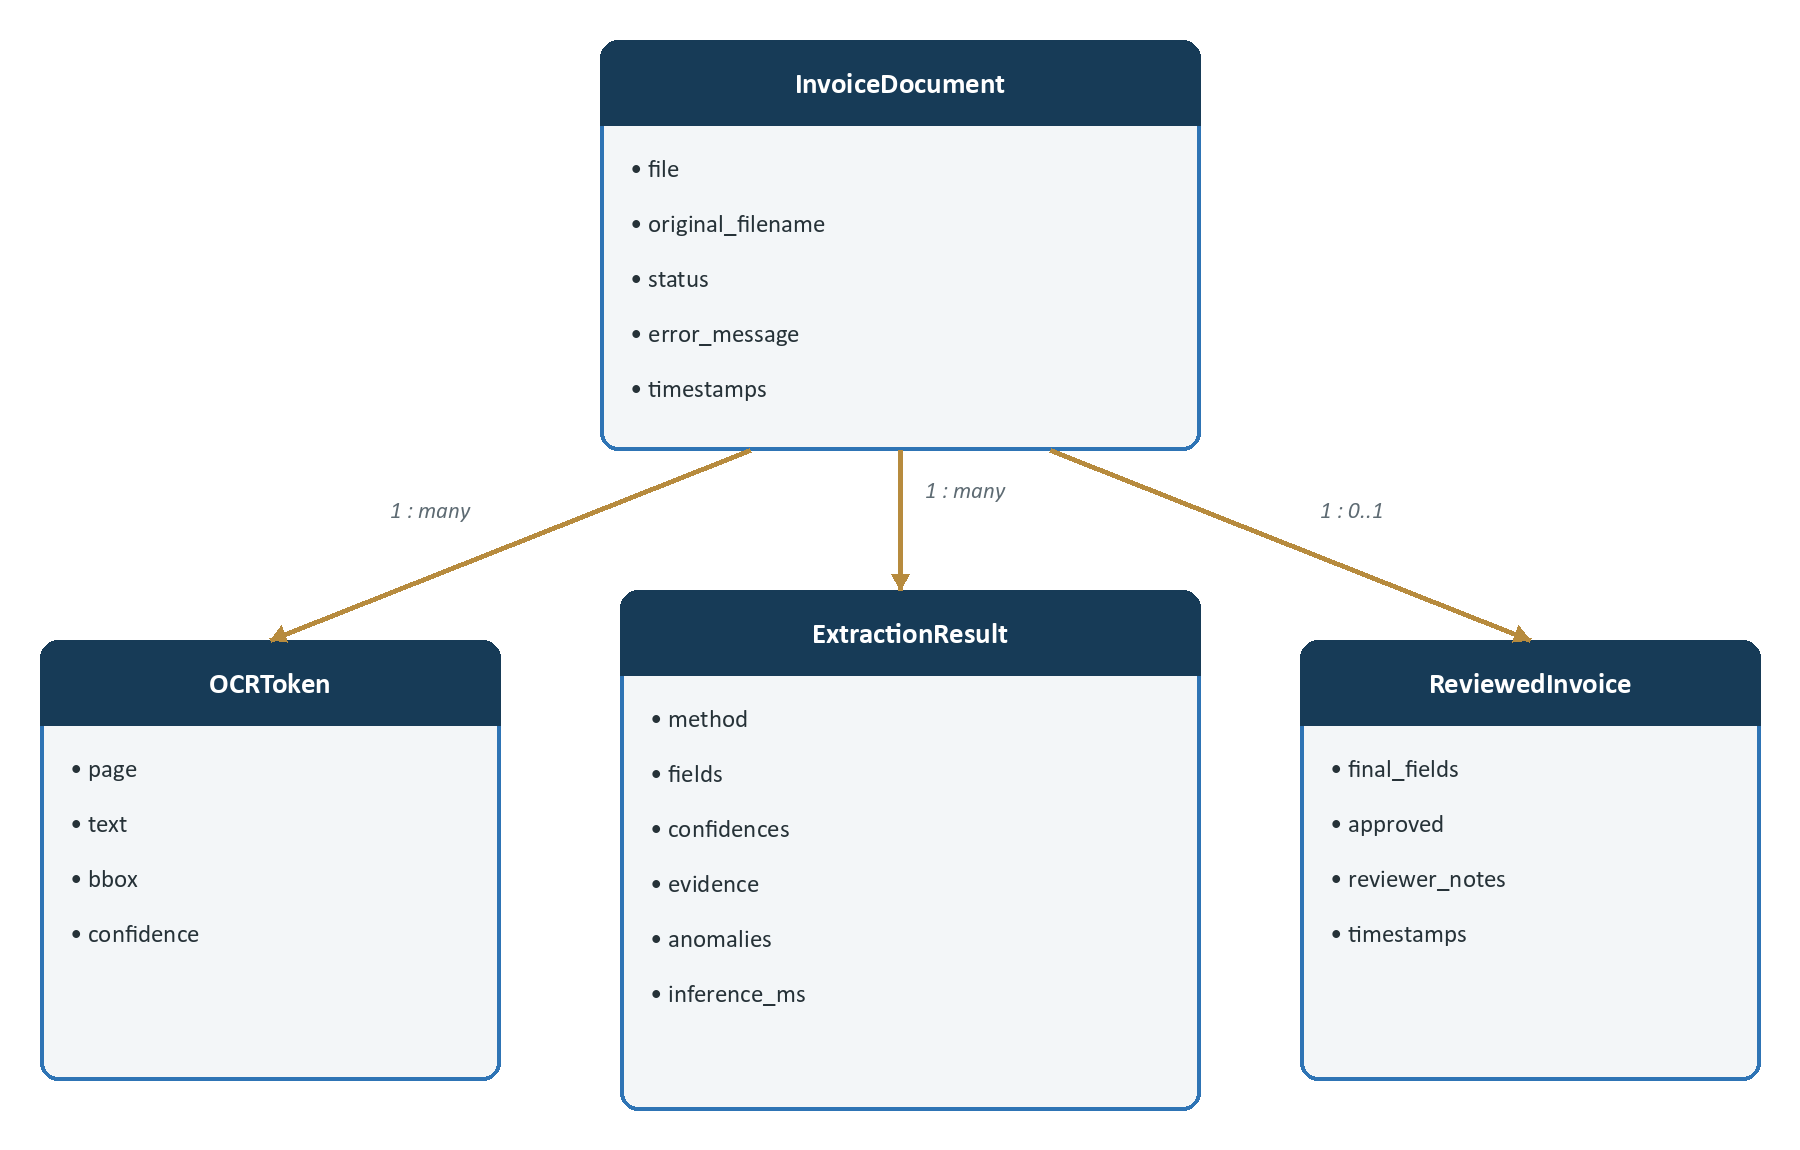 InvoiceDocument
• file
• original_filename
• status
• error_message
• timestamps
1 : many
1 : many
1 : 0..1
OCRToken
• page
• text
• bbox
• confidence
ExtractionResult
• method
• fields
• confidences
• evidence
• anomalies
• inference_ms
ReviewedInvoice
• final_fields
• approved
• reviewer_notes
• timestamps